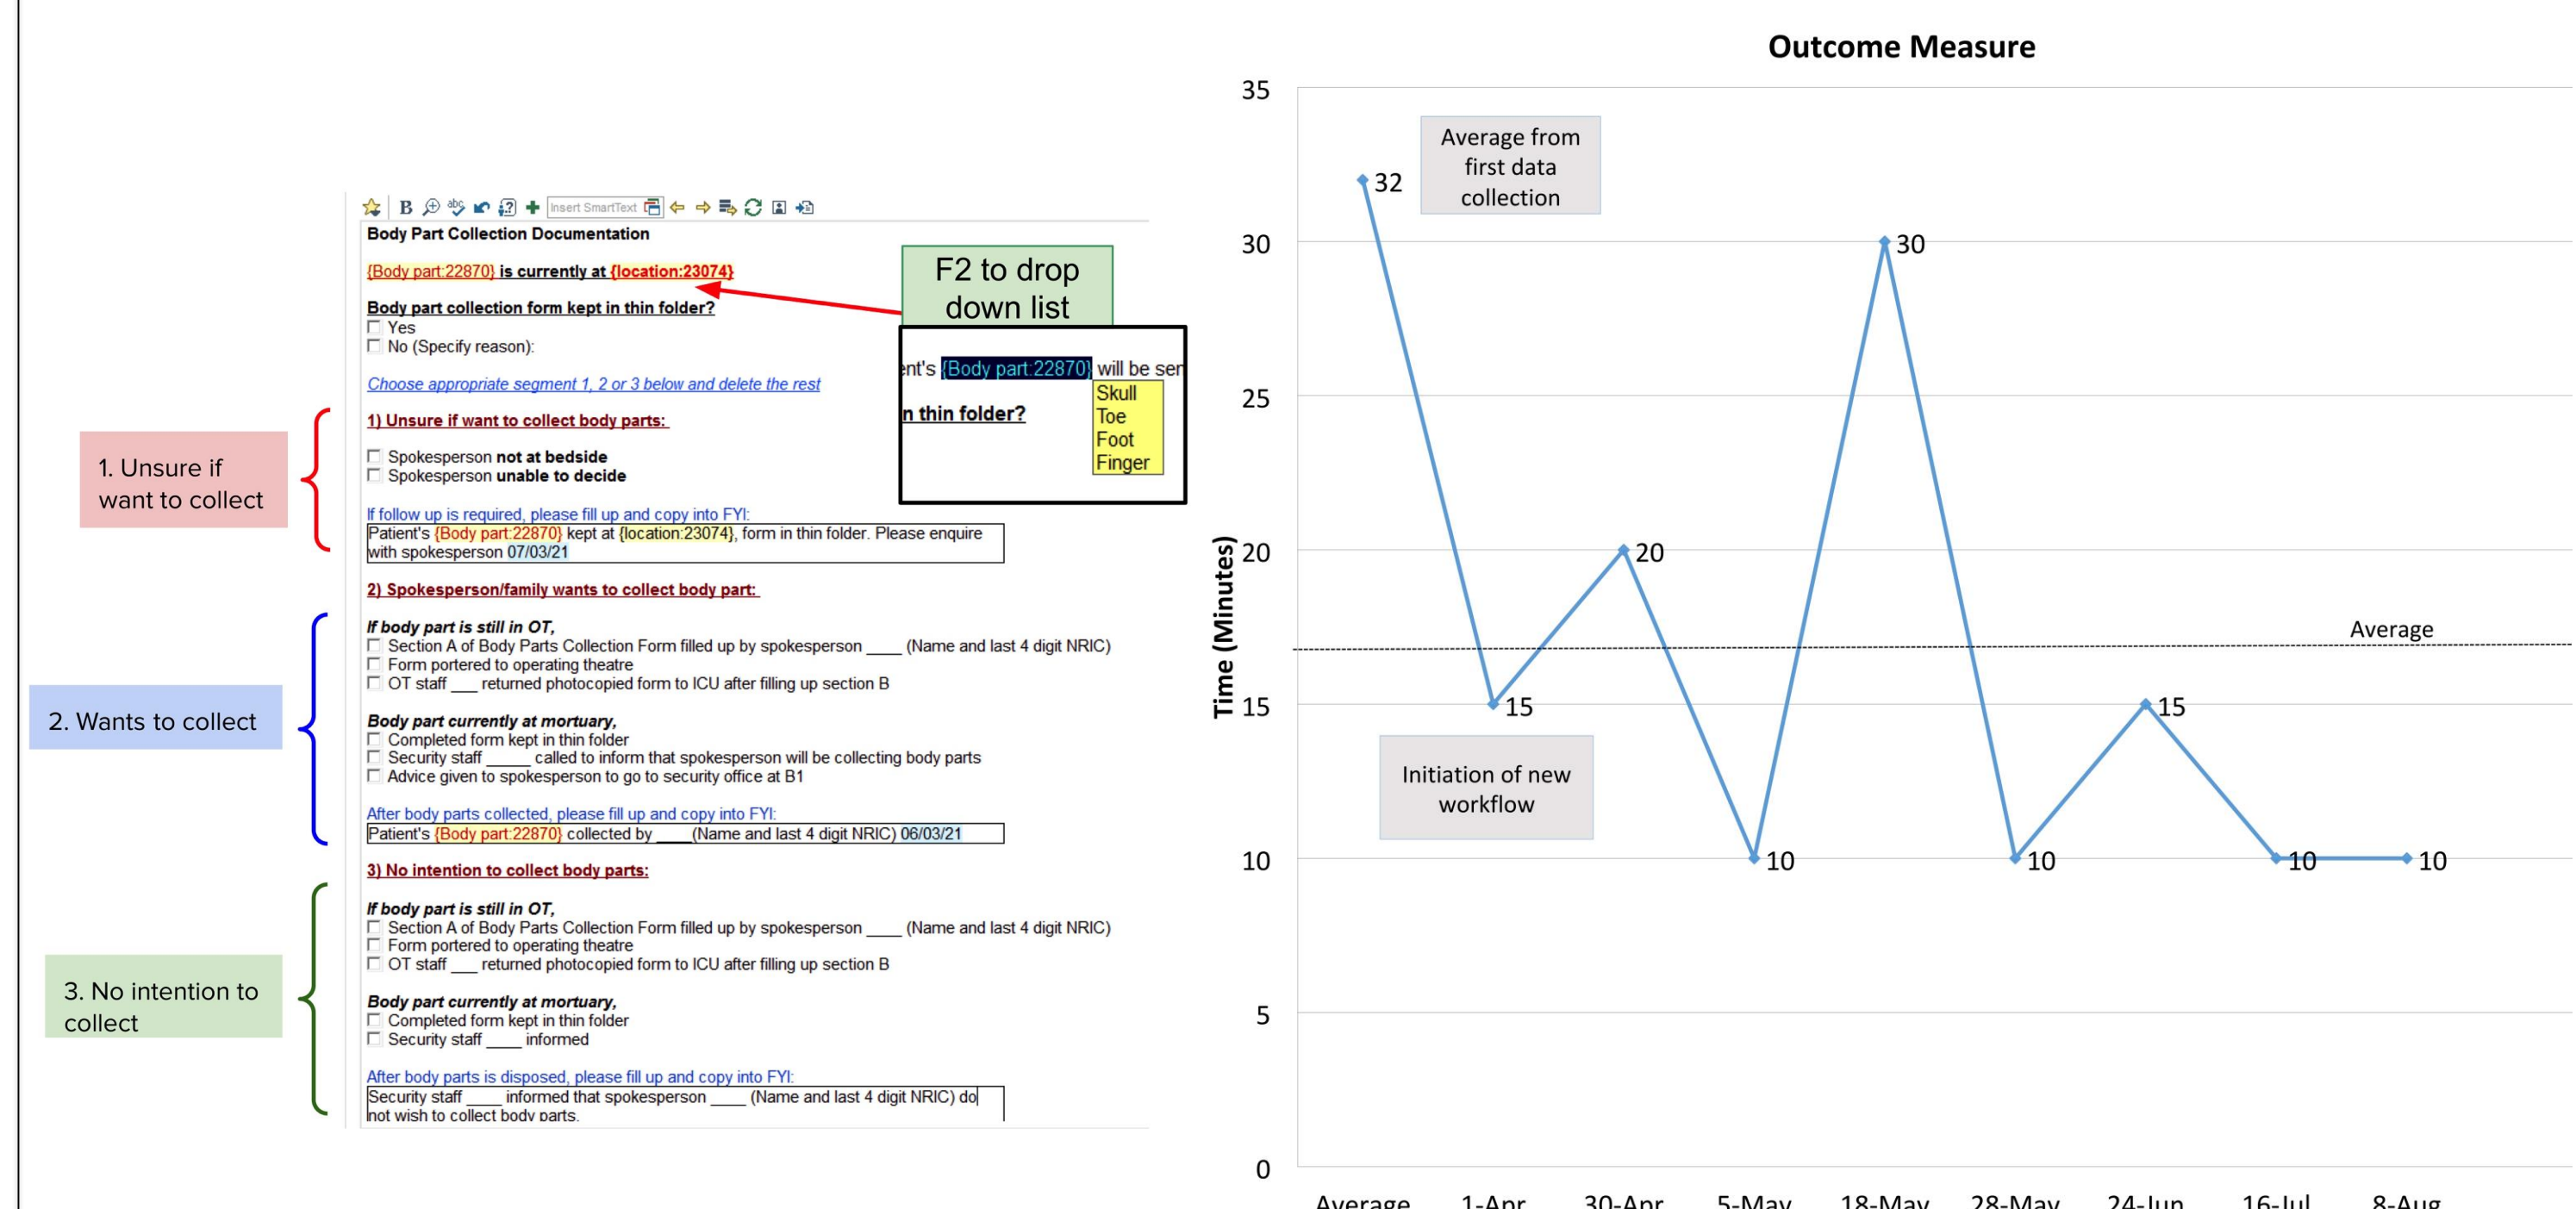 Insert SmartText
Body Part Collection Documentation
{Body part:22870} is currently at {location:23074}
Body part collection form kept in thin folder?
Yes
No (Specify reason):
Choose appropriate segment 1, 2 or 3 below and delete the rest
F2 to drop
down list
ent's {Body part:22870} will be ser
Skull
n thin folder?
Toe
Foot
Finger
1. Unsure if
want to collect
1) Unsure if want to collect body parts:
Spokesperson not at bedside
Spokesperson unable to decide
If follow up is required, please fill up and copy into FYI:
Patient's {Body part:22870} kept at {location:23074}, form in thin folder. Please enquire
with spokesperson 07/03/21
2. Wants to collect
2) Spokesperson/family wants to collect body part:
If body part is still in OT,
Section A of Body Parts Collection Form filled up by spokesperson ____ (Name and last 4 digit NRIC)
Form portered to operating theatre
OT staff ___ returned photocopied form to ICU after filling up section B
Body part currently at mortuary,
Completed form kept in thin folder
Security staff _____ called to inform that spokesperson will be collecting body parts
Advice given to spokesperson to go to security office at B1
After body parts collected, please fill up and copy into FYI:
Patient's {Body part:22870} collected by ____(Name and last 4 digit NRIC) 06/03/21
3. No intention to
collect
3) No intention to collect body parts:
If body part is still in OT,
Section A of Body Parts Collection Form filled up by spokesperson ____ (Name and last 4 digit NRIC)
Form portered to operating theatre
OT staff ___ returned photocopied form to ICU after filling up section B
Body part currently at mortuary,
Completed form kept in thin folder
Security staff ____ informed
After body parts is disposed, please fill up and copy into FYI:
Security staff ____ informed that spokesperson ____ (Name and last 4 digit NRIC) do
not wish to collect body parts.
Outcome Measure
Time (Minutes)
35
30
25
20
15
10
5
0
32
15
20
10
30
10
15
10
10
Average from
first data
collection
Initiation of new
workflow
Average
Average 1-Apr 30-Apr 5-May 18-May 28-May 24-Jun 16-Jul 8-Aug